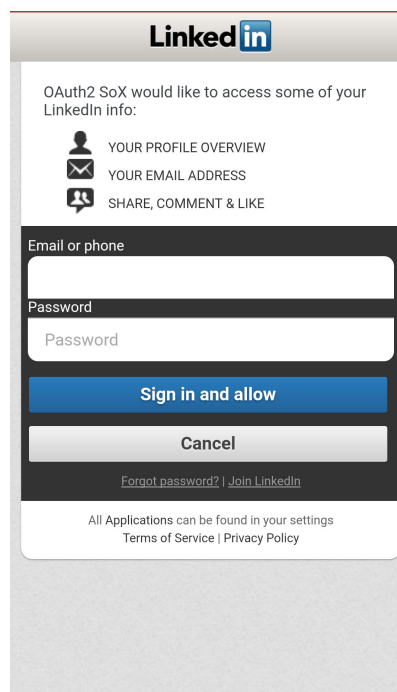 Linked in
OAuth2 SoX would like to access some of your
LinkedIn info:
YOUR PROFILE OVERVIEW
YOUR EMAIL ADDRESS
SHARE, COMMENT & LIKE
Email or phone
Password
Password
Sign in and allow
Cancel
Forgot password? | Join LinkedIn
All Applications can be found in your settings
Terms of Service | Privacy Policy